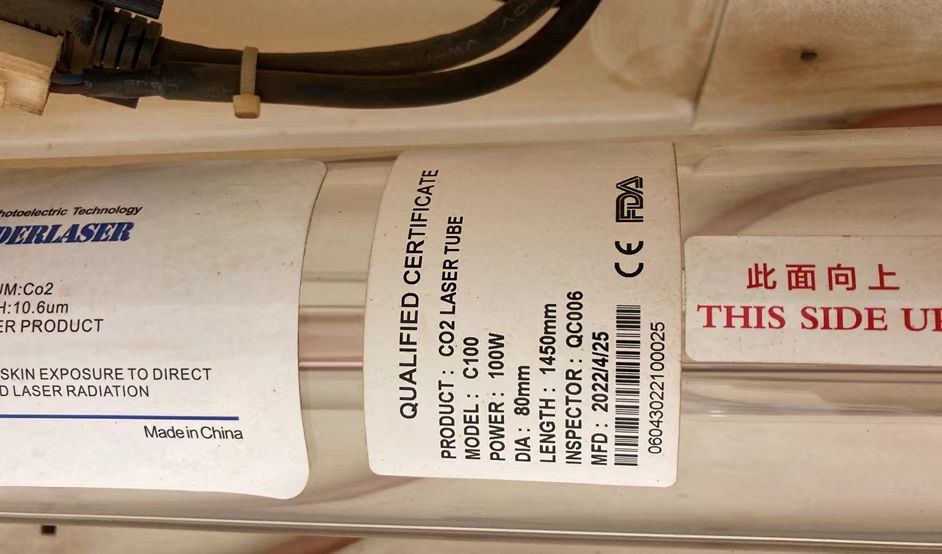 hotoelectric Technology
DERLASER
UM:Co2
H:10.6um
ER PRODUCT
SKIN EXPOSURE TO DIRECT
D LASER RADIATION
Made in China
QUALIFIED CERTIFICATE
PRODUCT : CO2 LASER TUBE
MODEL : C100
POWER : 100W
DIA : 80mm
LENGTH : 1450mm
INSPECTOR : QC006
MFD : 2022/4/25
06043022100025
CE FDA
此面向上
THIS SIDE UP